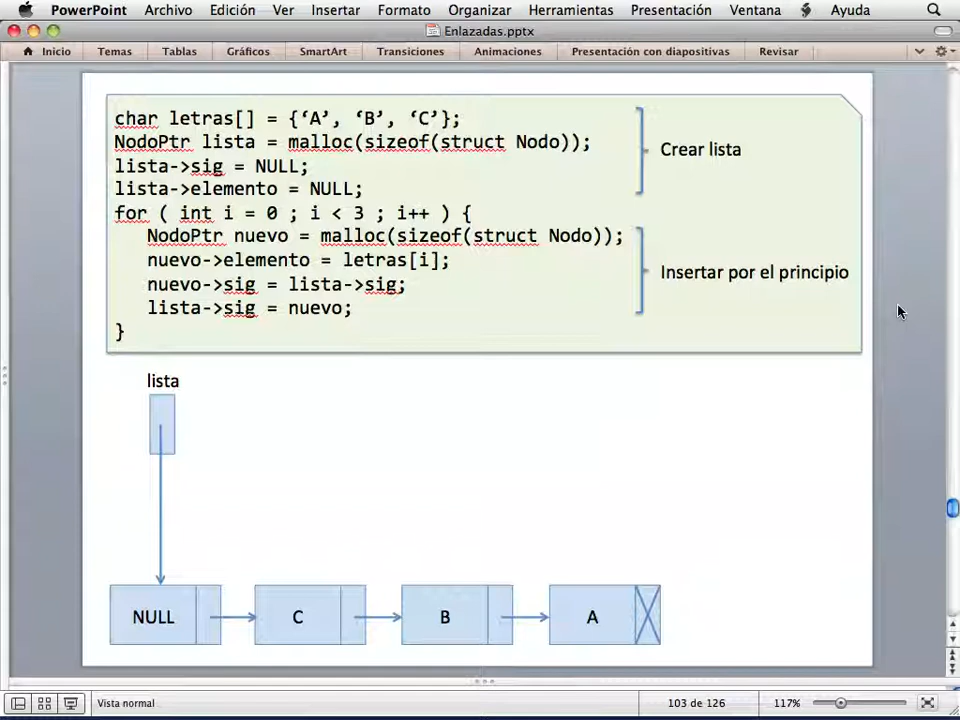 PowerPoint Archivo Edición Ver Insertar Formato Organizar Herramientas Presentación Ventana Ayuda
Enlazadas.pptx
Inicio Temas Tablas Gráficos SmartArt Transiciones Animaciones Presentación con diapositivas Revisar
char letras[] = {‘A’, ‘B’, ‘C’};
NodoPtr lista = malloc(sizeof(struct Nodo));
lista->sig = NULL;
lista->elemento = NULL;
Crear lista
for ( int i = 0 ; i < 3 ; i++ ) {
NodoPtr nuevo = malloc(sizeof(struct Nodo));
nuevo->elemento = letras[i];
nuevo->sig = lista->sig;
lista->sig = nuevo;
Insertar por el principio
}
lista
NULL C B A
Vista normal 103 de 126 117%